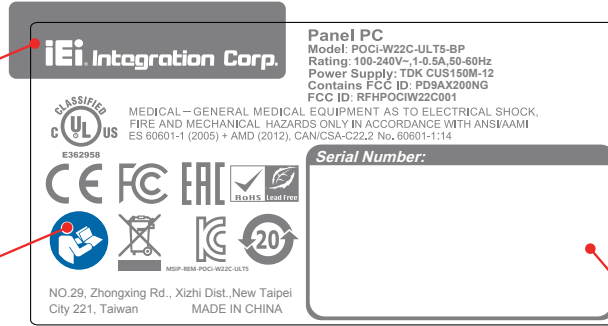 iEi Integration Corp.
Panel PC
Model: POCi-W22C-ULT5-BP
Rating: 100-240V~,1-0.5A,50-60Hz
Power Supply: TDK CUS150M-12
Contains FCC ID: PD9AX200NG
FCC ID: RFHPOCIW22C001
CLASSIFIED
C UL US
E362958
MEDICAL—GENERAL MEDICAL EQUIPMENT AS TO ELECTRICAL SHOCK,
FIRE AND MECHANICAL HAZARDS ONLY IN ACCORDANCE WITH ANSI/AAMI
ES 60601-1 (2005) + AMD (2012), CAN/CSA-C22.2 No. 60601-1:14
CE FC EAC
RoHS Lead Free
Serial Number:
20
MSIP-REM-POCi-W22C-ULT5
NO.29, Zhongxing Rd., Xizhi Dist.,New Taipei
City 221, Taiwan MADE IN CHINA